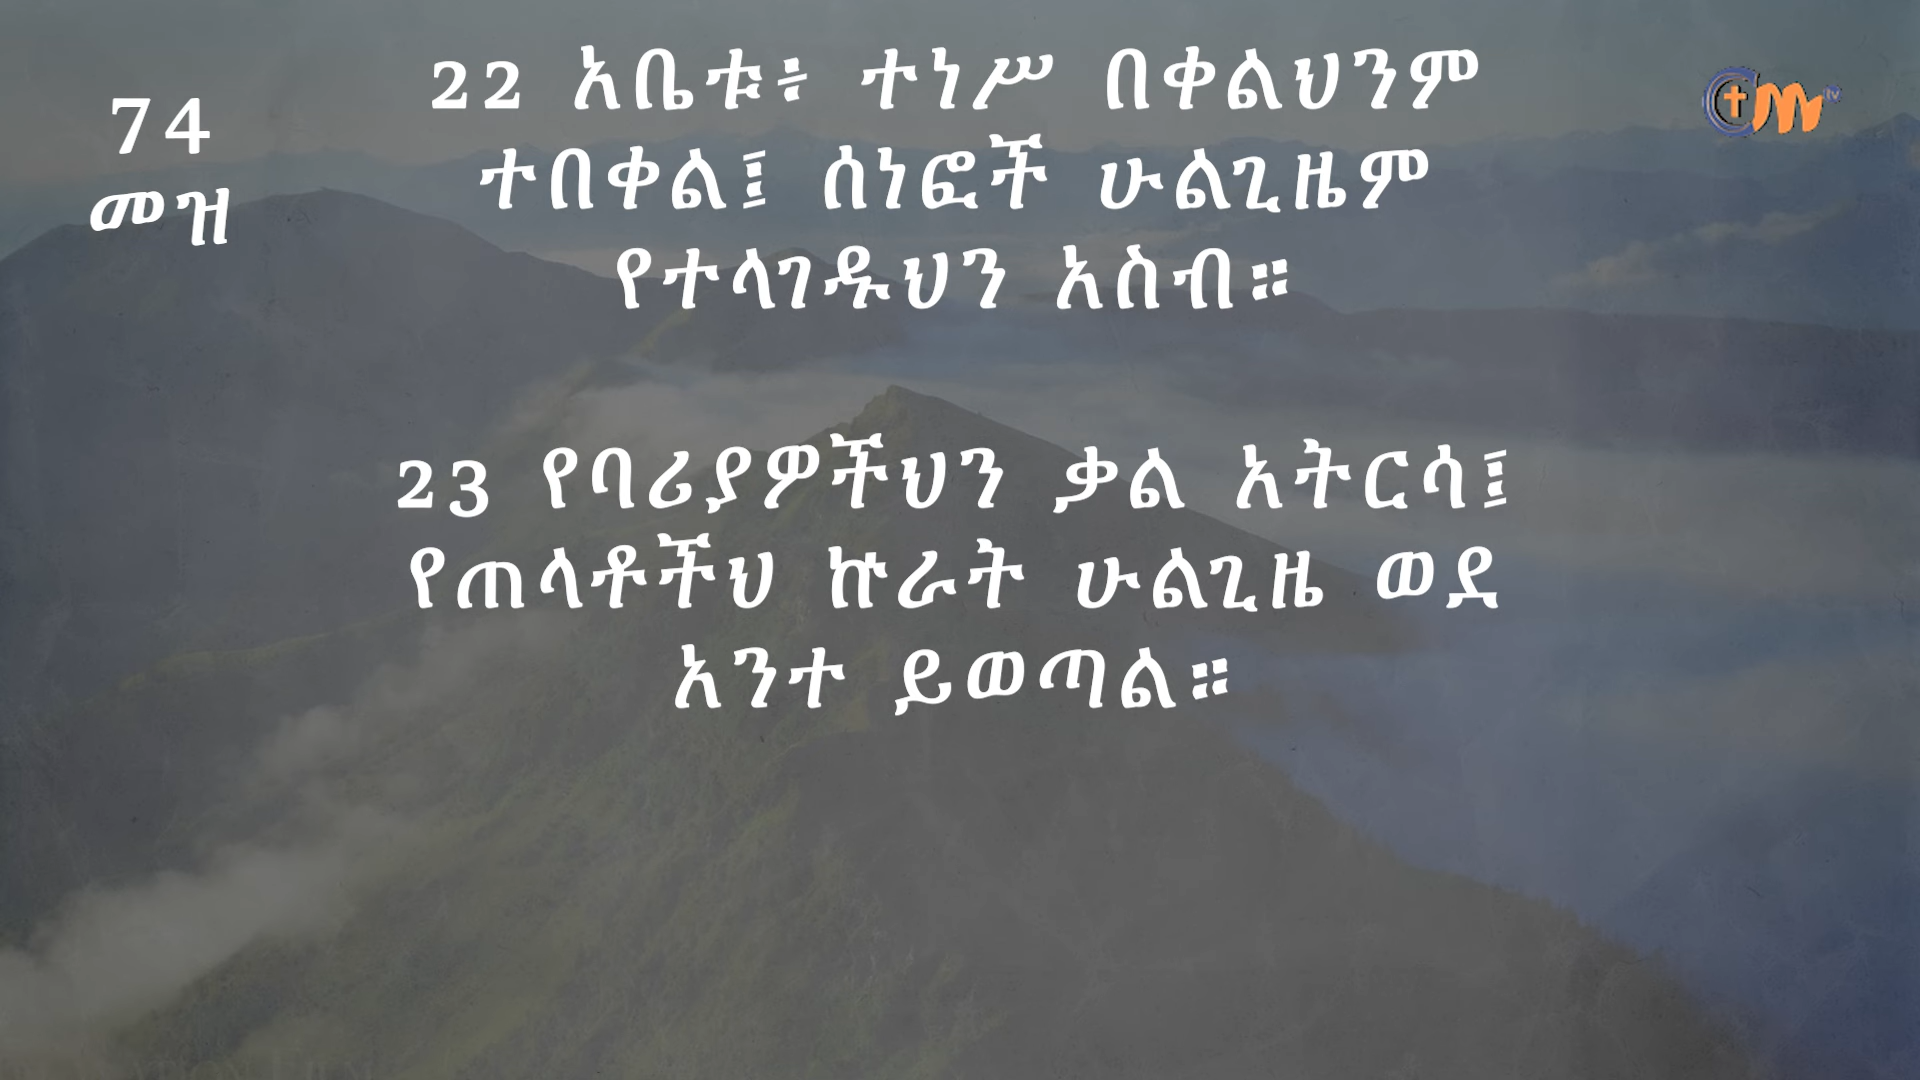 74
መዝ
22 አቤቱ፥ ተነሥ በቀልህንም
ተበቀል፤ ሰነፎች ሁልጊዜም
የተላገዱህን አስብ።
23 የባሪያዎችህን ቃል አትርሳ፤
የጠላቶችህ ኵራት ሁልጊዜ ወደ
አንተ ይወጣል።